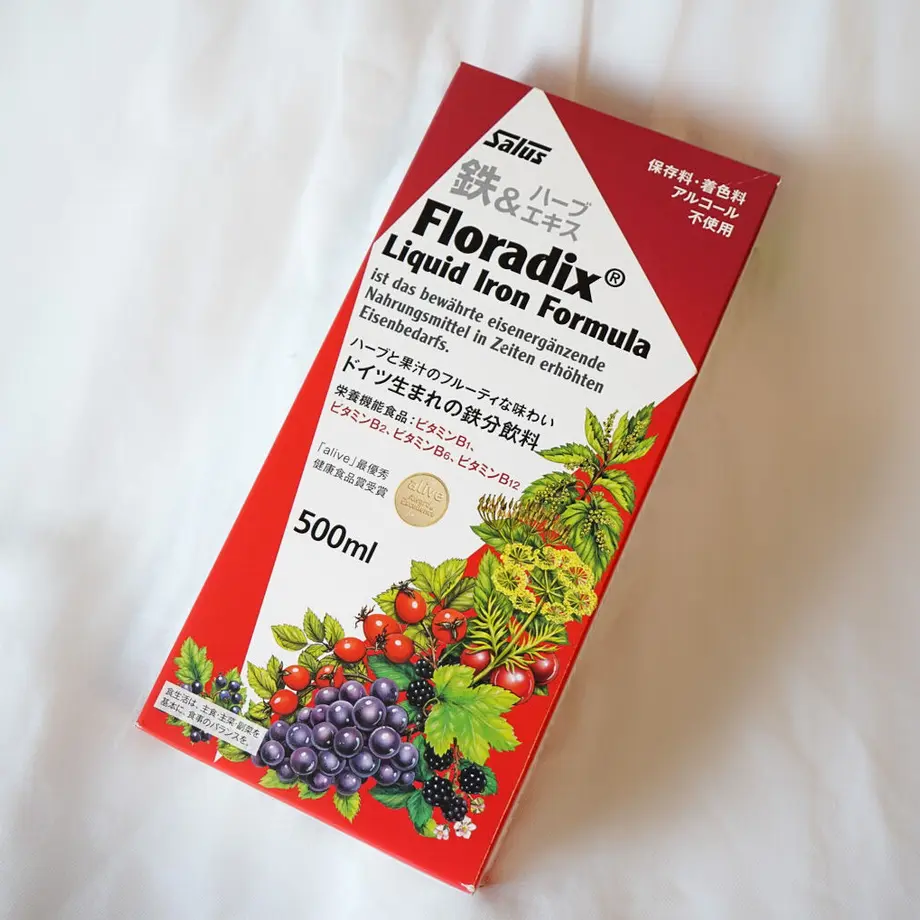 Salus
鉄&ハーブ
エキス
保存料・着色料
アルコール
不使用
Floradix®
Liquid Iron Formula
ist das bewährte eisenergänzende
Nahrungsmittel in Zeiten erhöhten
Eisenbedarfs.
ハーブと果汁のフルーティな味わい
ドイツ生まれの鉄分飲料
栄養機能食品：ビタミンB1、
ビタミンB2、ビタミンB6、ビタミンB12
「alive」最優秀
健康食品賞受賞
alive
Award of
Excellence
500ml
食生活は、主食・主菜・副菜を
基本に、食事のバランスを。